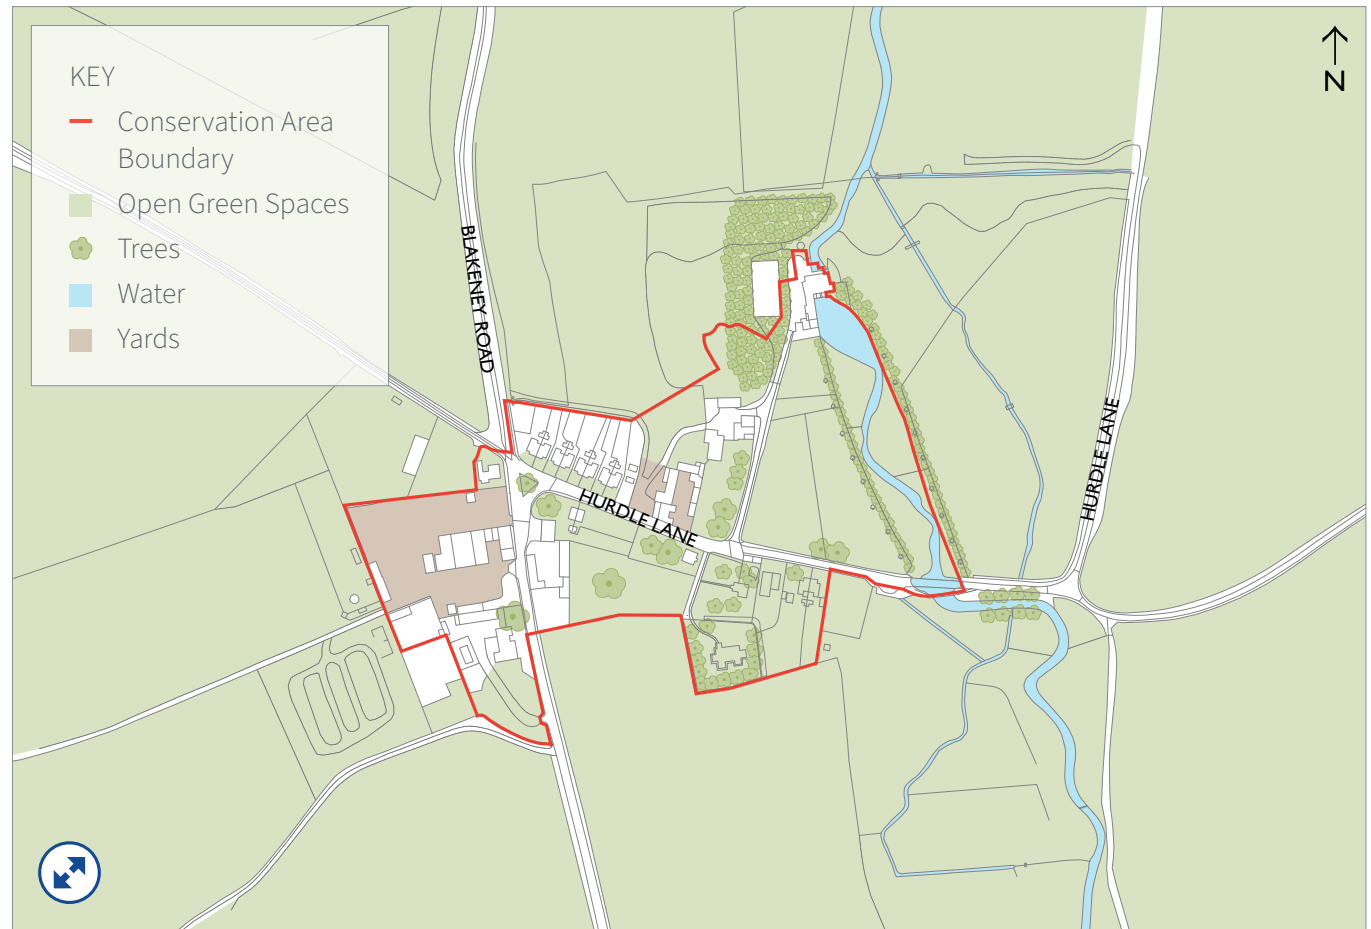 KEY
Conservation Area
Boundary
Open Green Spaces
Trees
Water
Yards
N
BLAKENEY ROAD
HURDLE LANE
HURDLE LANE